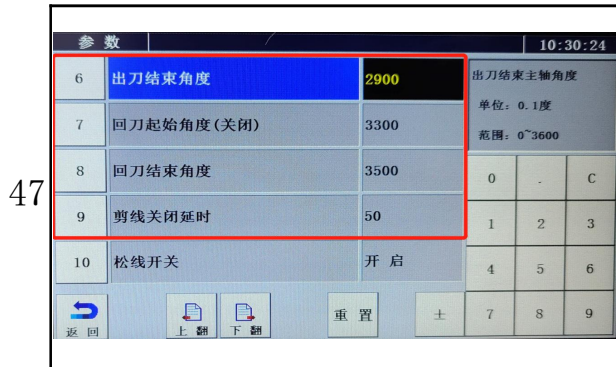 47
参 数
10:30:24
6 出刀结束角度 2900
7 回刀起始角度(关闭) 3300
8 回刀结束角度 3500
9 剪线关闭延时 50
10 松线开关 开 启
出刀结束主轴角度
单位: 0.1度
范围: 0~3600
0 . C
1 2 3
4 5 6
返 回 上 翻 下 翻 重 置 ± 7 8 9